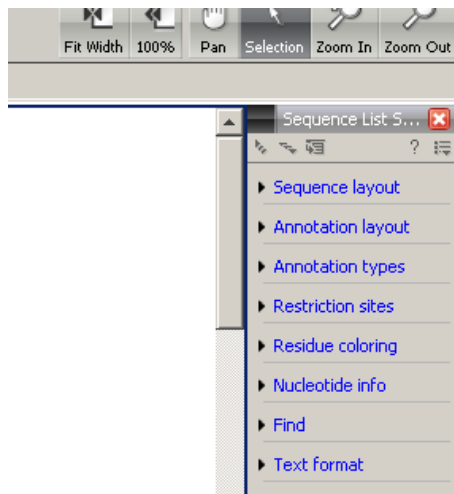 Fit Width 100% Pan Selection Zoom In Zoom Out
Sequence List S...
?
Sequence layout
Annotation layout
Annotation types
Restriction sites
Residue coloring
Nucleotide info
Find
Text format